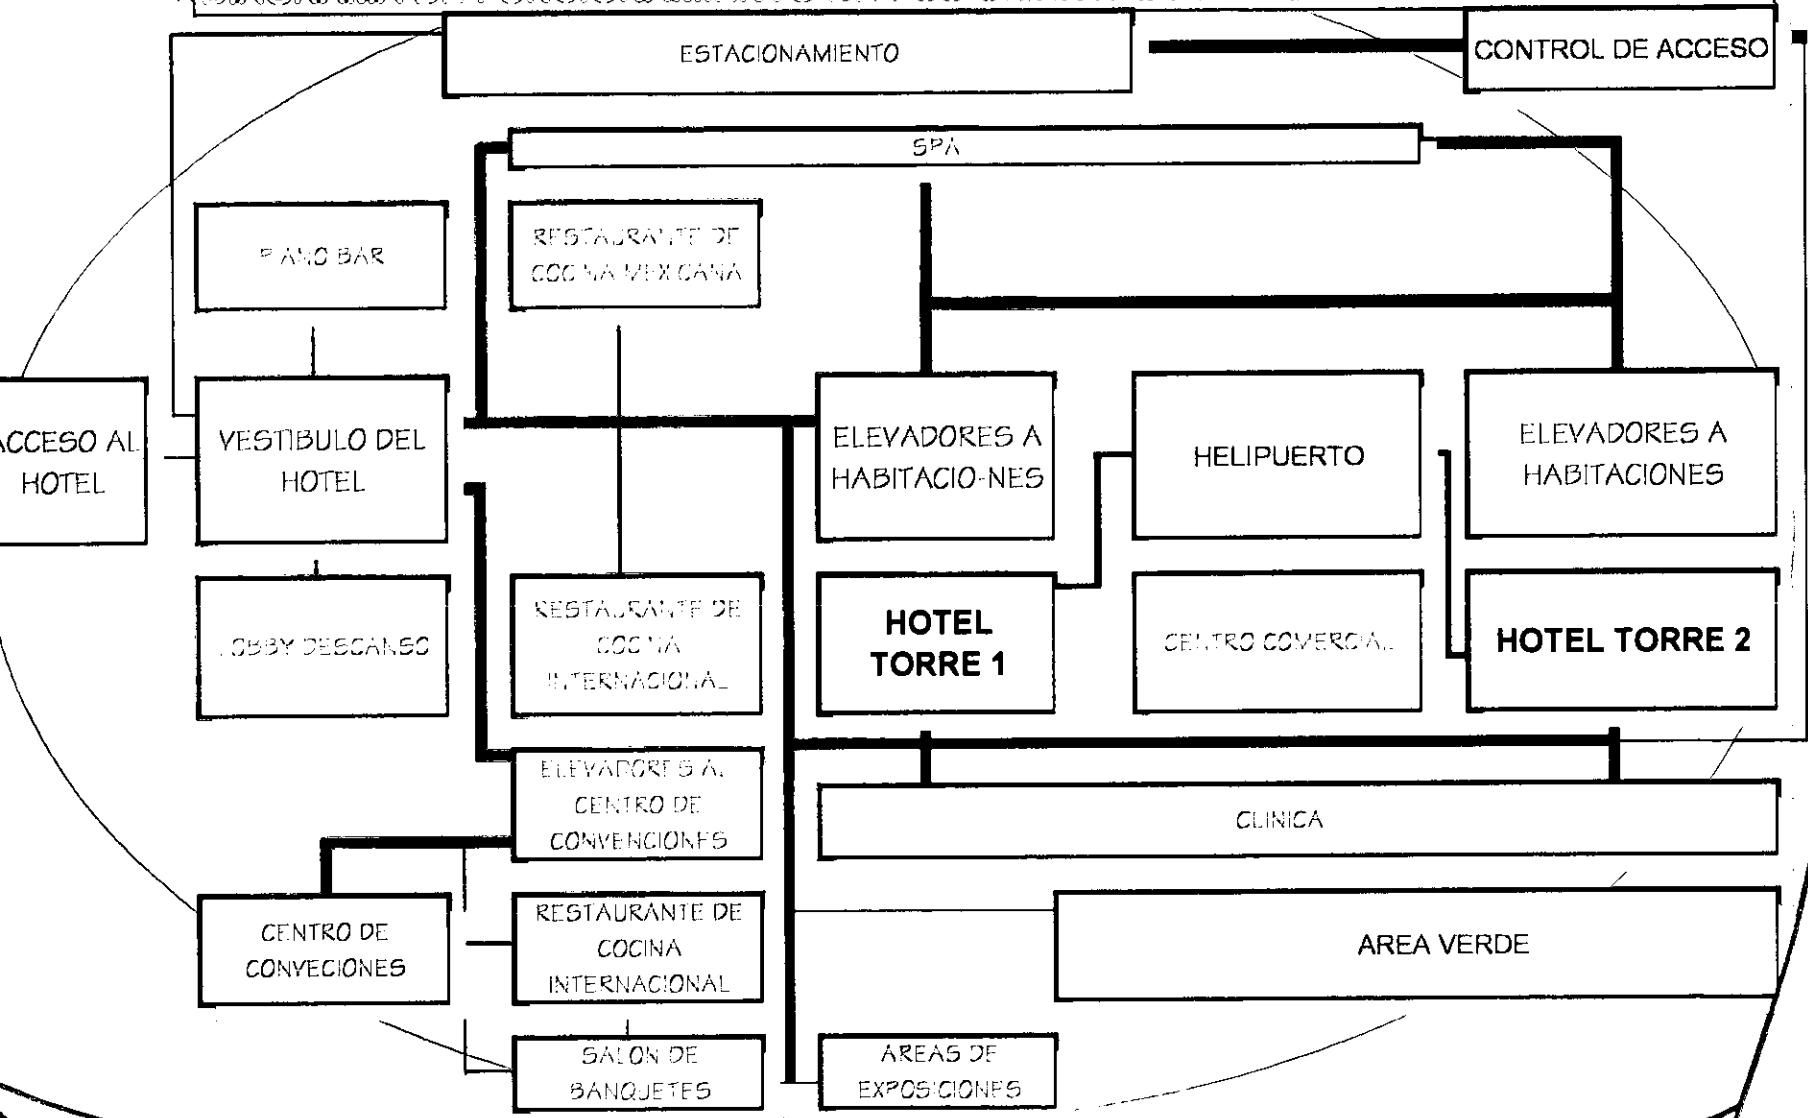 ESTACIONAMIENTO
CONTROL DE ACCESO
SPA
PIANO BAR
RESTAURANTE DE
COCINA MEXICANA
ACCESO AL
HOTEL
VESTIBULO DEL
HOTEL
ELEVADORES A
HABITACIO-NES
HELIPUERTO
ELEVADORES A
HABITACIONES
LOBBY DESCANSO
RESTAURANTE DE
COCINA
INTERNACIONAL
HOTEL
TORRE 1
CENTRO COMERCIAL
HOTEL TORRE 2
ELEVADORES AL
CENTRO DE
CONVENCIONES
CLINICA
CENTRO DE
CONVECIONES
RESTAURANTE DE
COCINA
INTERNACIONAL
AREA VERDE
SALON DE
BANQUETES
AREAS DE
EXPOSICIONES